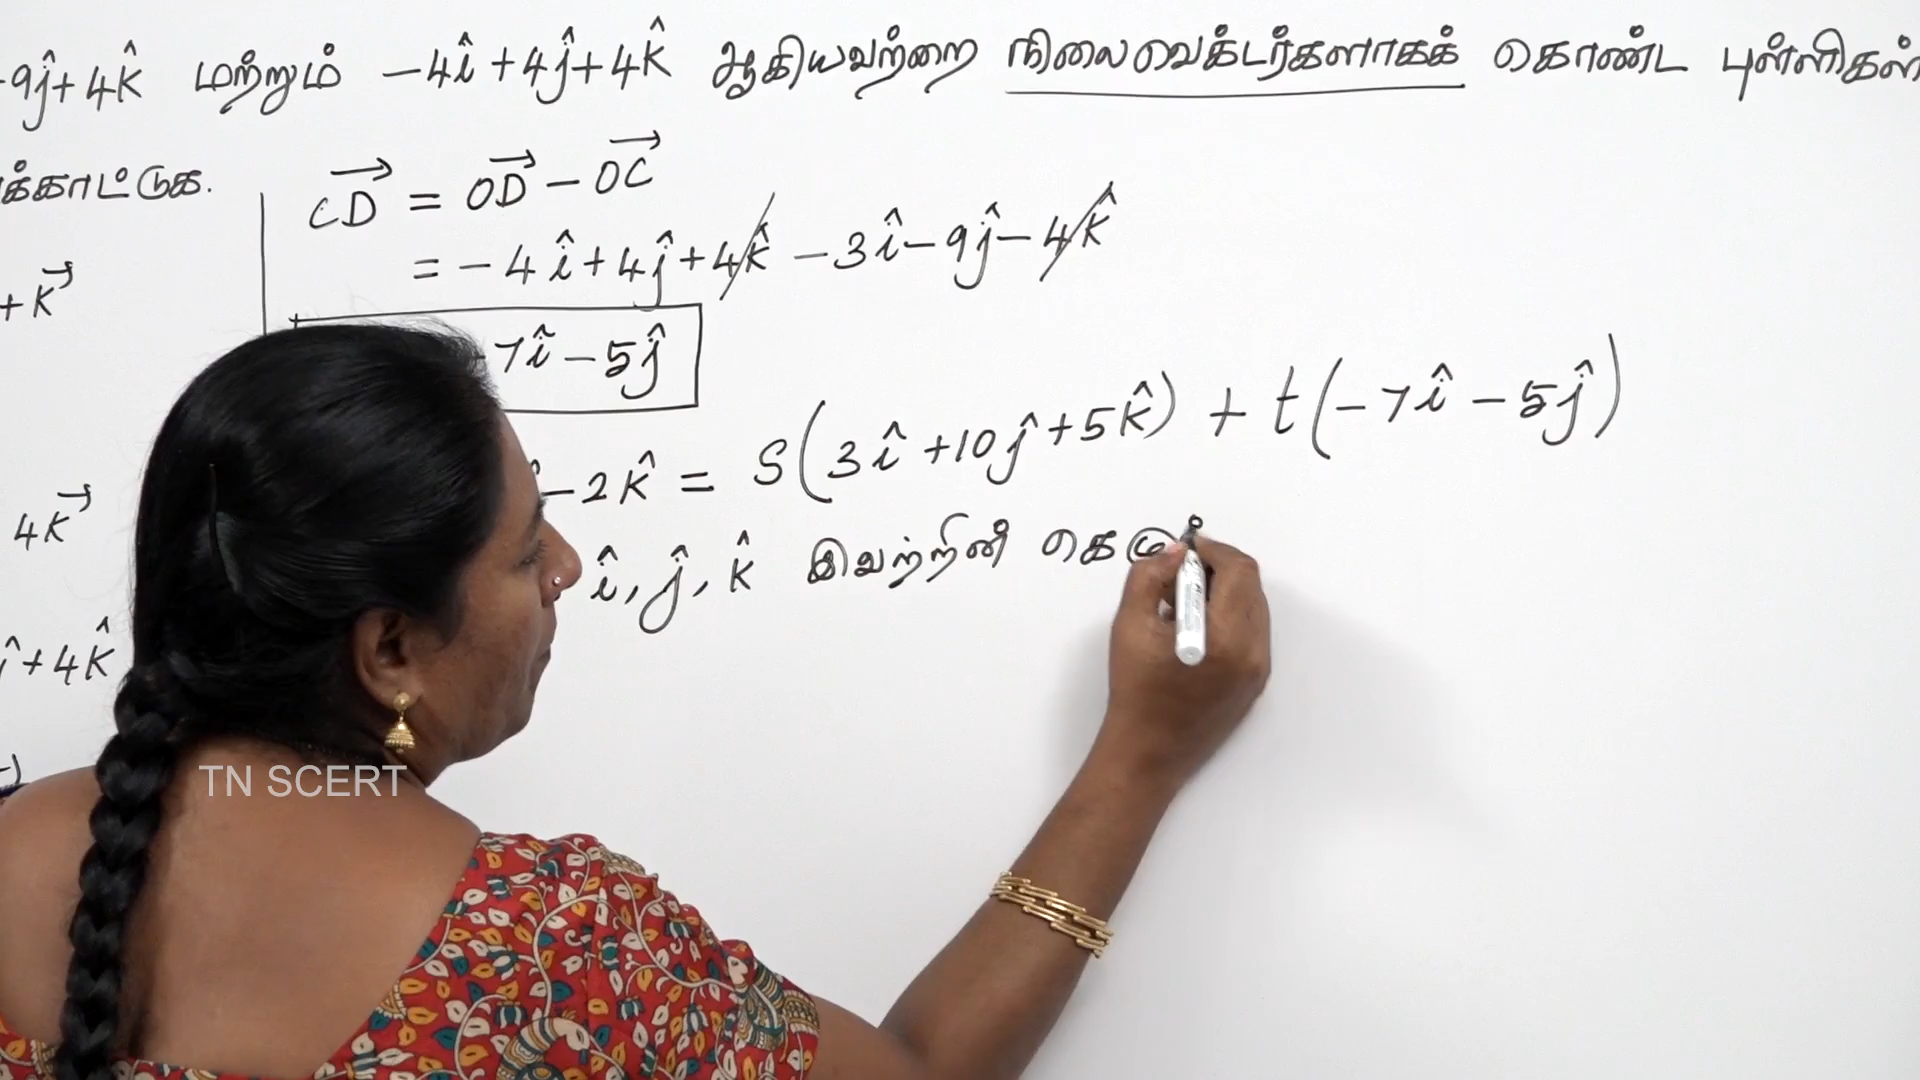 9ĵ + 4k̂ மற்றும் -4î + 4ĵ + 4k̂ ஆகியவற்றை நிலைவெக்டர்களாகக் கொண்ட புள்ளிகள்
க்காட்டுக.
CD⃗ = OD⃗ - OC⃗
= -4î + 4ĵ + 4k̂ - 3î - 9ĵ - 4k̂
+ k⃗
7î - 5ĵ
- 2k̂ = S(3î + 10ĵ + 5k̂) + t(-7î - 5ĵ)
4k⃗
î, ĵ, k̂ இவற்றின் கெ
+ 4k̂
TN SCERT